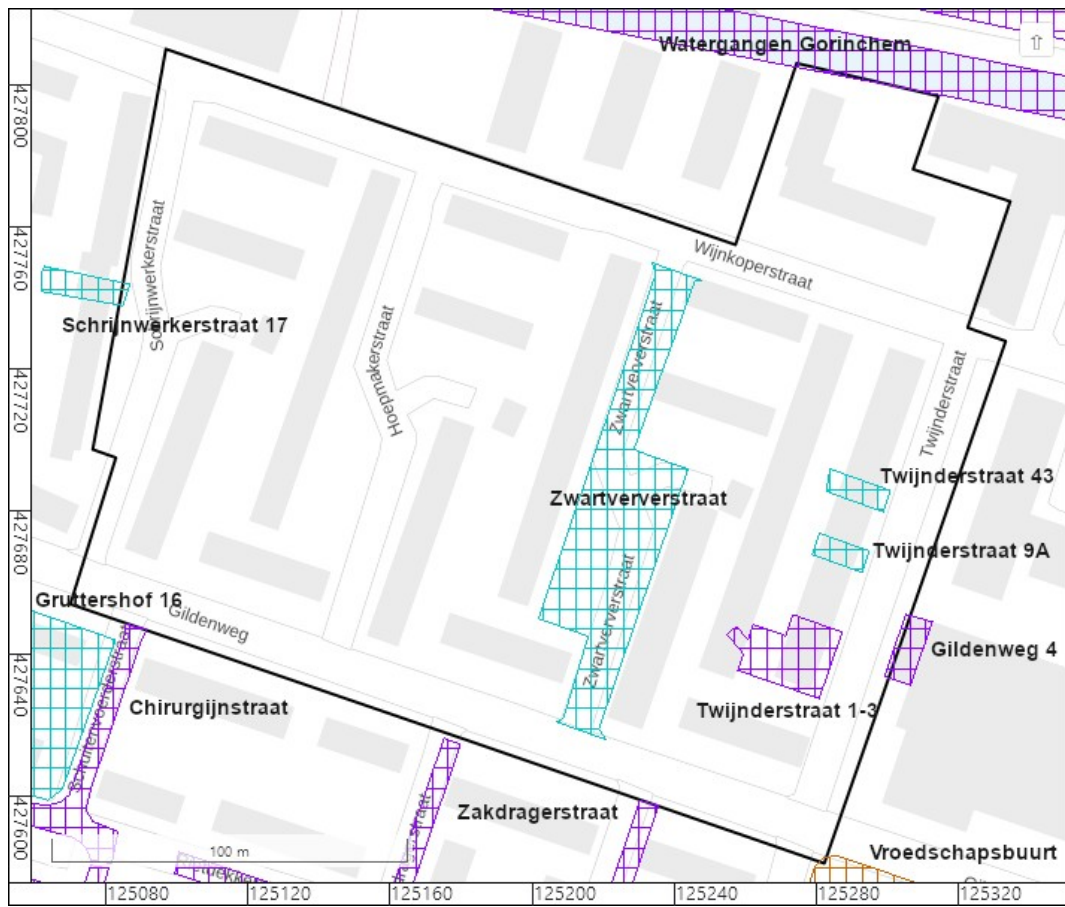 Watergangen Gorinchem
⇧
427800
427760
427720
427680
427640
427600
Wijnkoperstraat
Schrijnwerkerstraat
Schrijnwerkerstraat 17
Hoepmakerstraat
Zwartververstraat
Twijnderstraat
Twijnderstraat 43
Zwartververstraat
Twijnderstraat 9A
Zwartververstraat
Gruttershof 16
Gildenweg
Gildenweg 4
Schuitenvoerderstraat
Chirurgijnstraat
Twijnderstraat 1-3
Zakdragerstraat
100 m
Vroedschapsbuurt
125080
125120
125160
125200
125240
125280
125320